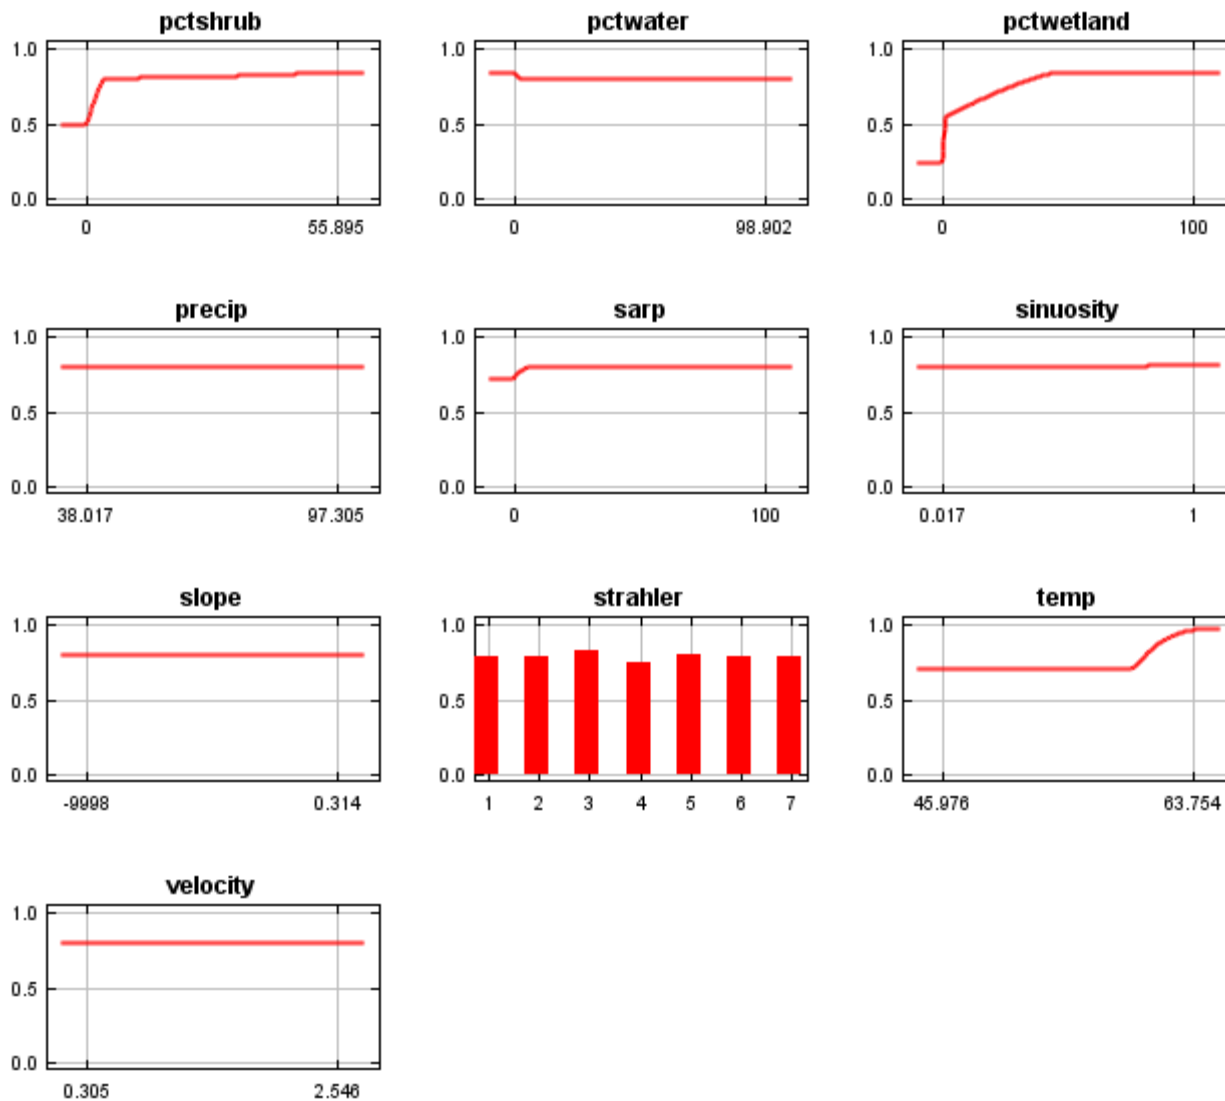 pctshrub pctwater pctwetland
1.0 1.0 1.0
0.5 0.5 0.5
0.0 0.0 0.0
0 55.895 0 98.902 0 100
precip sarp sinuosity
1.0 1.0 1.0
0.5 0.5 0.5
0.0 0.0 0.0
38.017 97.305 0 100 0.017 1
slope strahler temp
1.0 1.0 1.0
0.5 0.5 0.5
0.0 0.0 0.0
-9998 0.314 1 2 3 4 5 6 7 45.976 63.754
velocity
1.0
0.5
0.0
0.305 2.546